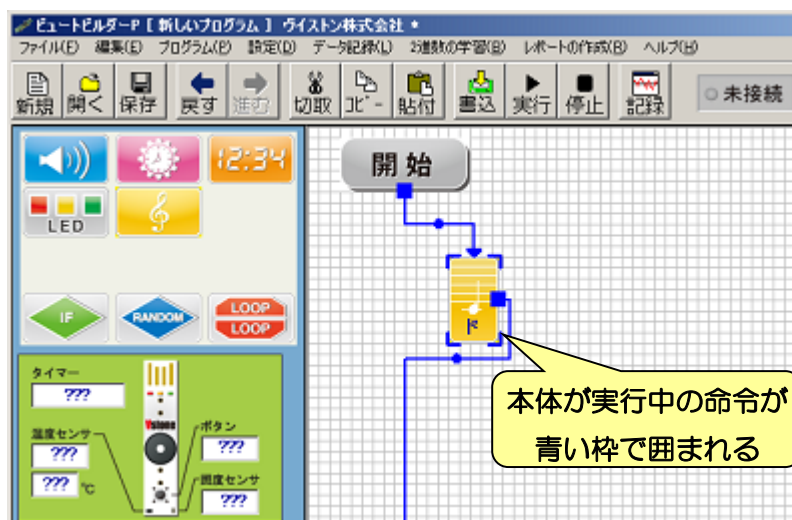 ビュートビルダーP [ 新しいプログラム ] ヴイストン株式会社 *
ファイル(F) 編集(E) プログラム(P) 設定(D) データ記録(L) 2進数の学習(B) レポートの作成(R) ヘルプ(H)
新規 開く 保存 戻す 進む 切取 コピー 貼付 書込 実行 停止 記録 未接続
12:34
LED
IF RANDOM LOOP
LOOP
開始
ド
本体が実行中の命令が
青い枠で囲まれる
タイマー
???
Vstone
温度センサ
???
??? ℃
ボタン
???
照度センサ
???